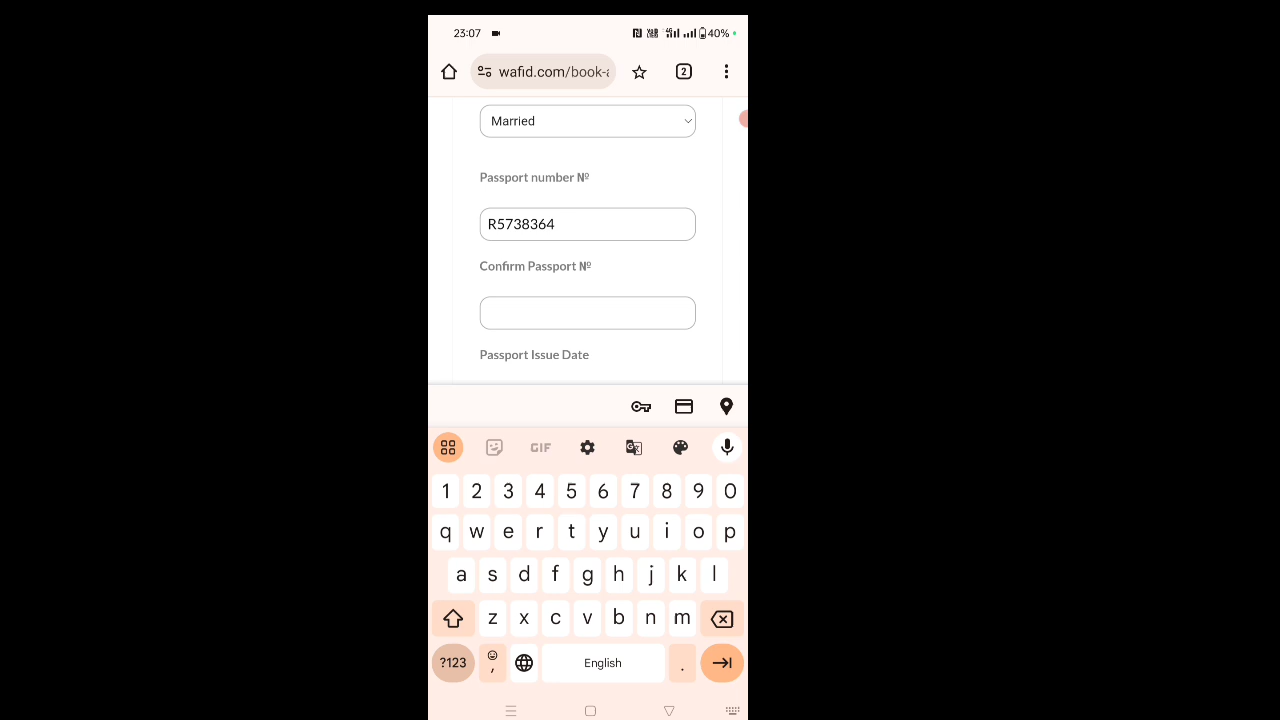 23:07 40%
wafid.com/book-a 2
Married
Passport number №
R5738364
Confirm Passport №
Passport Issue Date
GIF
1 2 3 4 5 6 7 8 9 0
q w e r t y u i o p
a s d f g h j k l
z x c v b n m
?123 , English .